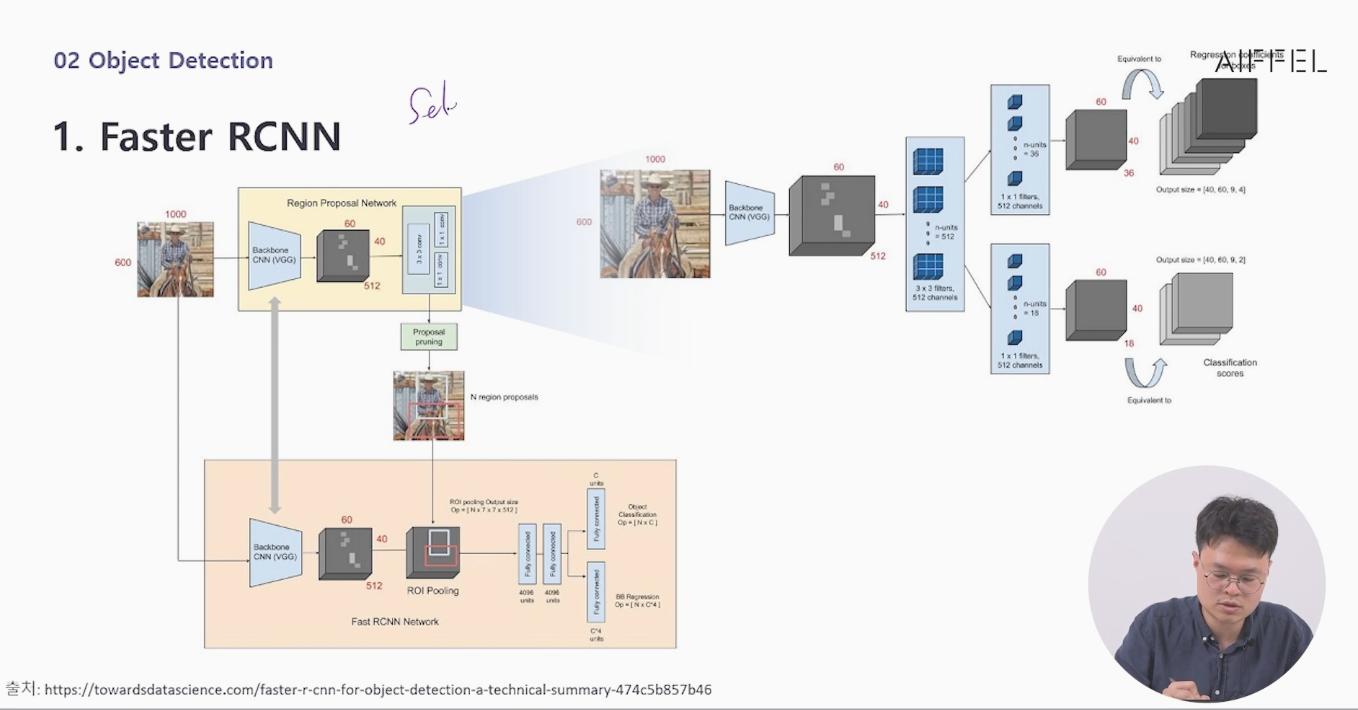 02 Object Detection
AIFFEL
Sel
1. Faster RCNN
Region Proposal Network
1000
600
Backbone
CNN (VGG)
60
40
512
3 x 3 conv
1 x 1 conv
1 x 1 conv
Proposal
pruning
N region proposals
Backbone
CNN (VGG)
60
40
512
ROI pooling Output size
Op = [ N x 7 x 7 x 512 ]
ROI Pooling
Fully connected
4096
units
Fully connected
4096
units
C
units
Fully connected
Object
Classification
Op = [ N x C ]
Fully connected
C*4
units
BB Regression
Op = [ N x C*4 ]
Fast RCNN Network
1000
600
Backbone
CNN (VGG)
60
40
512
n-units
= 512
3 x 3 filters,
512 channels
n-units
= 36
1 x 1 filters,
512 channels
60
40
36
Equivalent to
Regression coefficients
for boxes
Output size = [40, 60, 9, 4]
n-units
= 18
1 x 1 filters,
512 channels
60
40
18
Output size = [40, 60, 9, 2]
Classification
scores
Equivalent to
출처: https://towardsdatascience.com/faster-r-cnn-for-object-detection-a-technical-summary-474c5b857b46